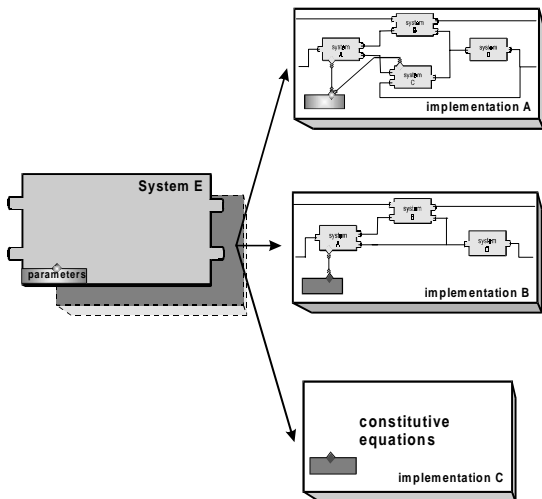 System E
parameters
system
A
system
B
system
C
system
D
implementation A
system
A
system
B
system
D
implementation B
constitutive
equations
implementation C